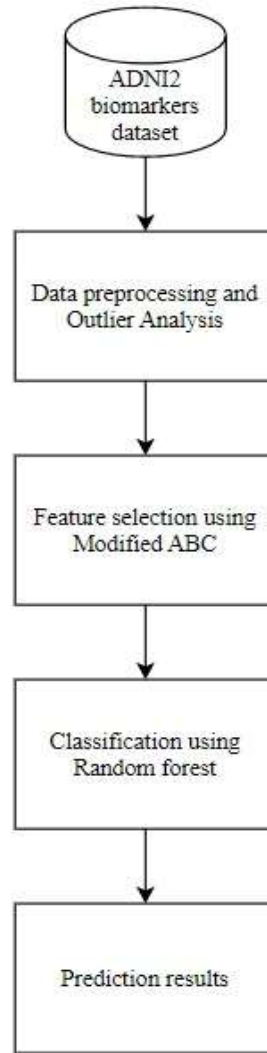 ADNI2
biomarkers
dataset
Data preprocessing and
Outlier Analysis
Feature selection using
Modified ABC
Classification using
Random forest
Prediction results